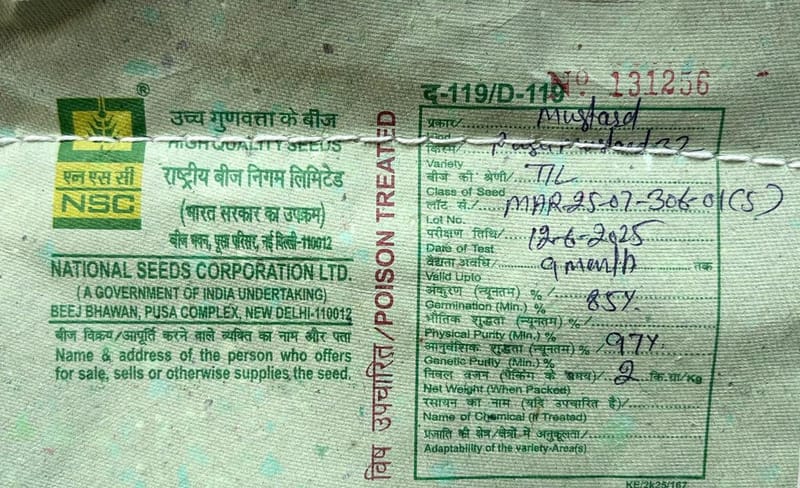 ®
उच्च गुणवत्ता के बीज
HIGH QUALITY SEEDS
एन एस सी
NSC
राष्ट्रीय बीज निगम लिमिटेड
(भारत सरकार का उपक्रम)
बीज भवन, पूसा परिसर, नई दिल्ली-110012
NATIONAL SEEDS CORPORATION LTD.
(A GOVERNMENT OF INDIA UNDERTAKING)
BEEJ BHAWAN, PUSA COMPLEX, NEW DELHI-110012
बीज विक्रय/आपूर्ति करने वाले व्यक्ति का नाम और पता
Name & address of the person who offers
for sale, sells or otherwise supplies the seed.
विष उपचारित/POISON TREATED
द-119/D-119 No 131256
प्रकार/ Mustard
किस्म/ 32
Variety
बीज की श्रेणी/ T/L
Class of Seed
लॉट सं./ MAR-25-07-306-01(S)
Lot No.
परीक्षण तिथि/ 12-6-2025
Date of Test
वैद्यता अवधि/ 9 month तक
Valid Upto
अंकुरण (न्यूनतम) %/ 85%
Germination (Min.) %
भौतिक शुद्धता (न्यूनतम) %/
Physical Purity (Min.) %
आनुवंशिक शुद्धता (न्यूनतम) %/ 97%
Genetic Purity (Min.) %
निवल वजन (पैकिंग के समय)/ 2 कि.ग्रा/Kg
Net Weight (When Packed)
रसायन का नाम (यदि उपचारित है)/
Name of Chemical (If Treated)
प्रजाति की क्षेत्र/क्षेत्रों में अनुकूलता/
Adaptability of the variety-Area(s)
KE/2k25/167